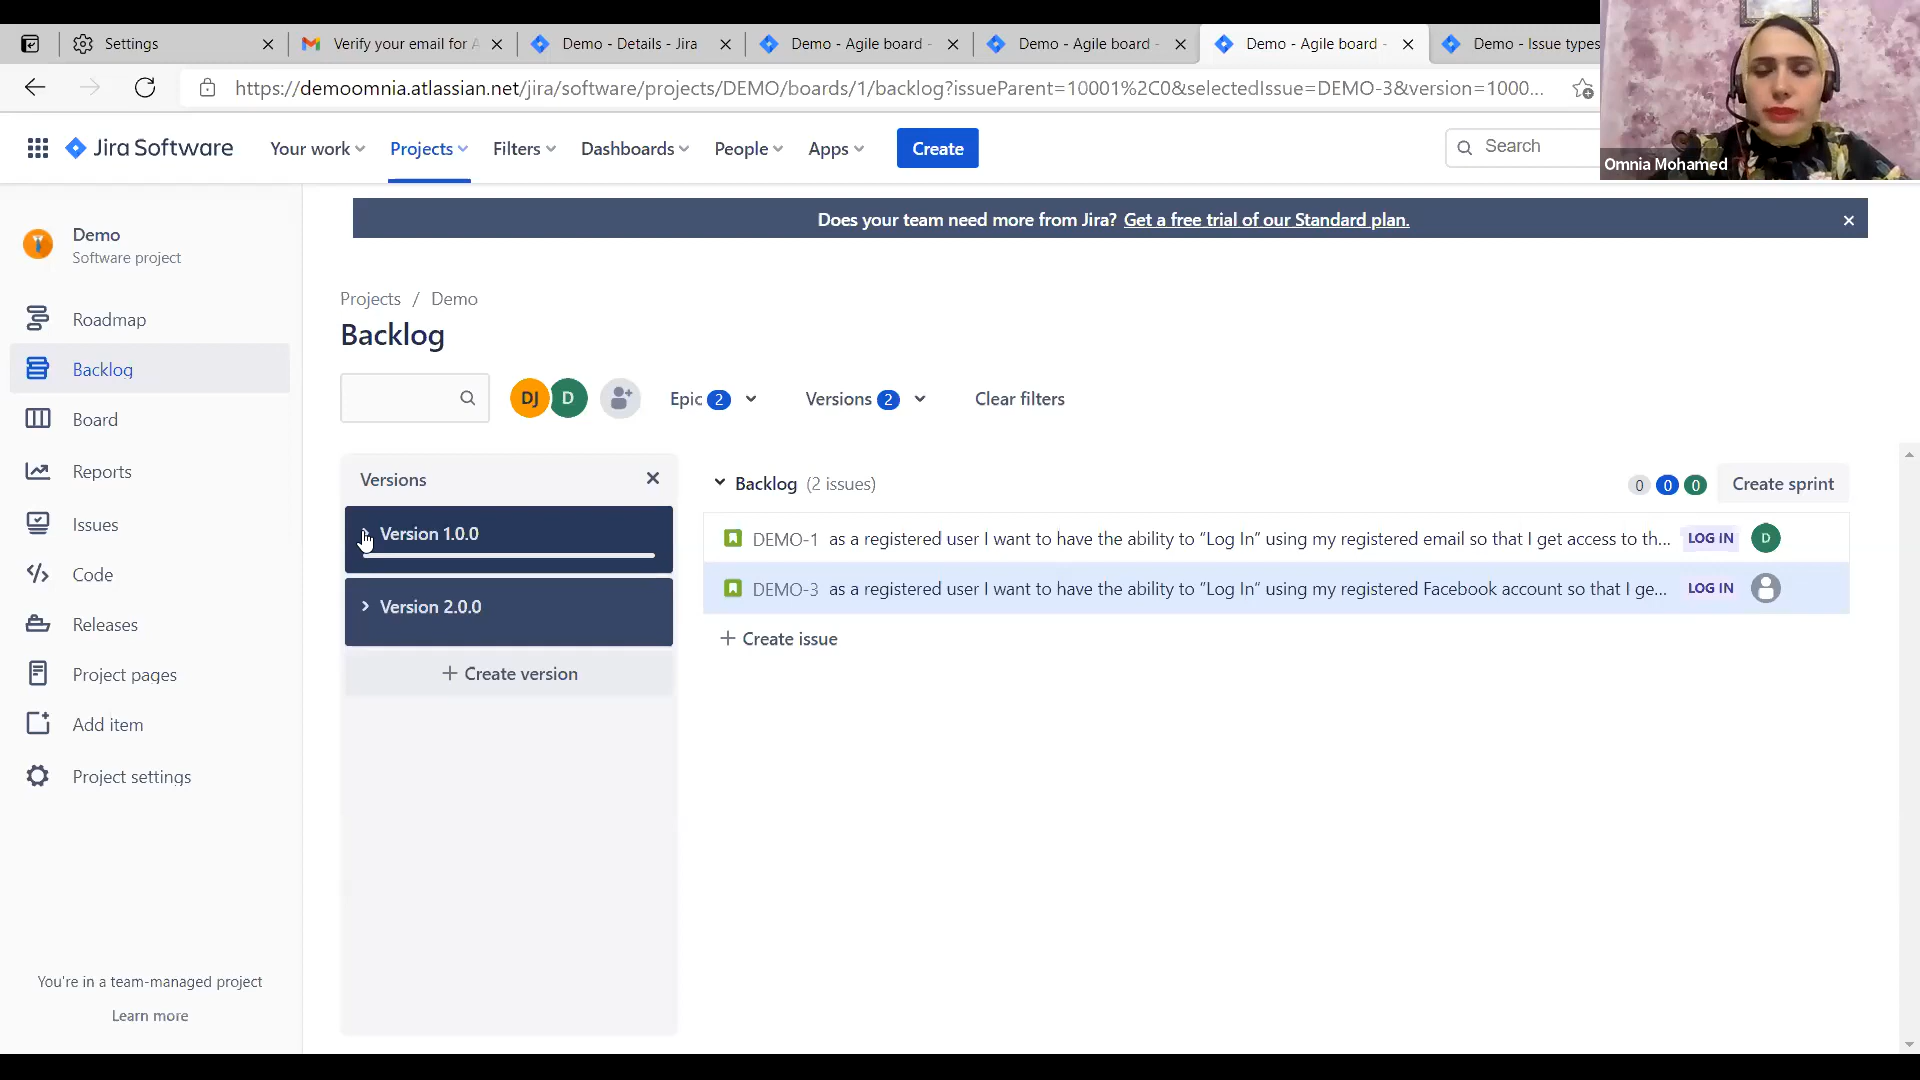 Settings
Verify your email for A
Demo - Details - Jira
Demo - Agile board -
Demo - Agile board -
Demo - Agile board -
Demo - Issue types
https://demoomnia.atlassian.net/jira/software/projects/DEMO/boards/1/backlog?issueParent=10001%2C0&selectedIssue=DEMO-3&version=1000...
Omnia Mohamed
Jira Software
Your work
Projects
Filters
Dashboards
People
Apps
Create
Search
Does your team need more from Jira? Get a free trial of our Standard plan.
Demo
Software project
Roadmap
Backlog
Board
Reports
Issues
Code
Releases
Project pages
Add item
Project settings
You're in a team-managed project
Learn more
Projects / Demo
Backlog
DJ
D
Epic 2
Versions 2
Clear filters
Versions
Version 1.0.0
Version 2.0.0
+ Create version
Backlog (2 issues)
0 0 0
Create sprint
DEMO-1 as a registered user I want to have the ability to “Log In” using my registered email so that I get access to th... LOG IN D
DEMO-3 as a registered user I want to have the ability to “Log In” using my registered Facebook account so that I ge... LOG IN
+ Create issue